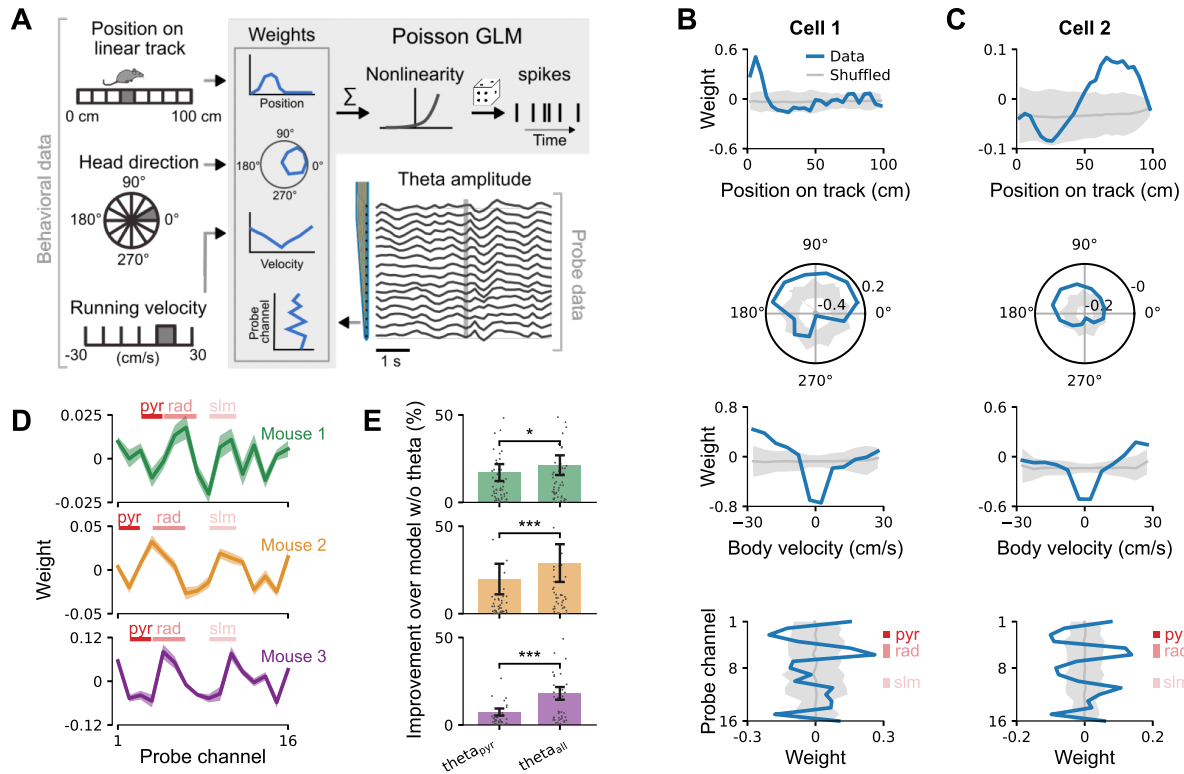 A
Position on
linear track
0 cm
100 cm
Head direction
90°
180°
0°
270°
Running velocity
-30
(cm/s)
30
Behavioral data
Weights
Position
90°
180°
0°
270°
Velocity
Probe
channel
Poisson GLM
Nonlinearity
spikes
Σ
Time
Theta amplitude
1 s
Probe data
B
Cell 1
0.6
0
-0.6
Weight
Data
Shuffled
0
50
100
Position on track (cm)
90°
180°
0°
270°
0.2
-0.4
0.8
0
-0.8
Weight
−30
0
30
Body velocity (cm/s)
1
8
16
Probe channel
pyr
rad
slm
-0.3
0
0.3
Weight
C
Cell 2
0.1
0
-0.1
0
50
100
Position on track (cm)
90°
180°
0°
270°
-0
-0.2
0.6
0
-0.6
−30
0
30
Body velocity (cm/s)
1
8
16
py
rad
slm
-0.2
0
0.2
Weight
D
pyr rad slm
0.025
0
-0.025
Mouse 1
pyr rad slm
0.05
0
-0.05
Mouse 2
Weight
pyr rad slm
0.12
0
-0.12
Mouse 3
1
16
Probe channel
E
Improvement over model w/o theta (%)
50
0
*
50
0
***
50
0
***
thetapyr
thetaall